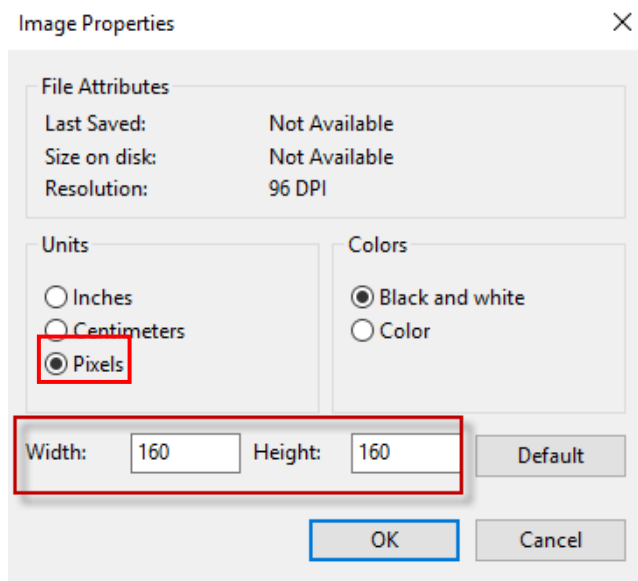 Image Properties
File Attributes
Last Saved: Not Available
Size on disk: Not Available
Resolution: 96 DPI
Units
Inches
Centimeters
Pixels
Colors
Black and white
Color
Width: 160 Height: 160 Default
OK Cancel